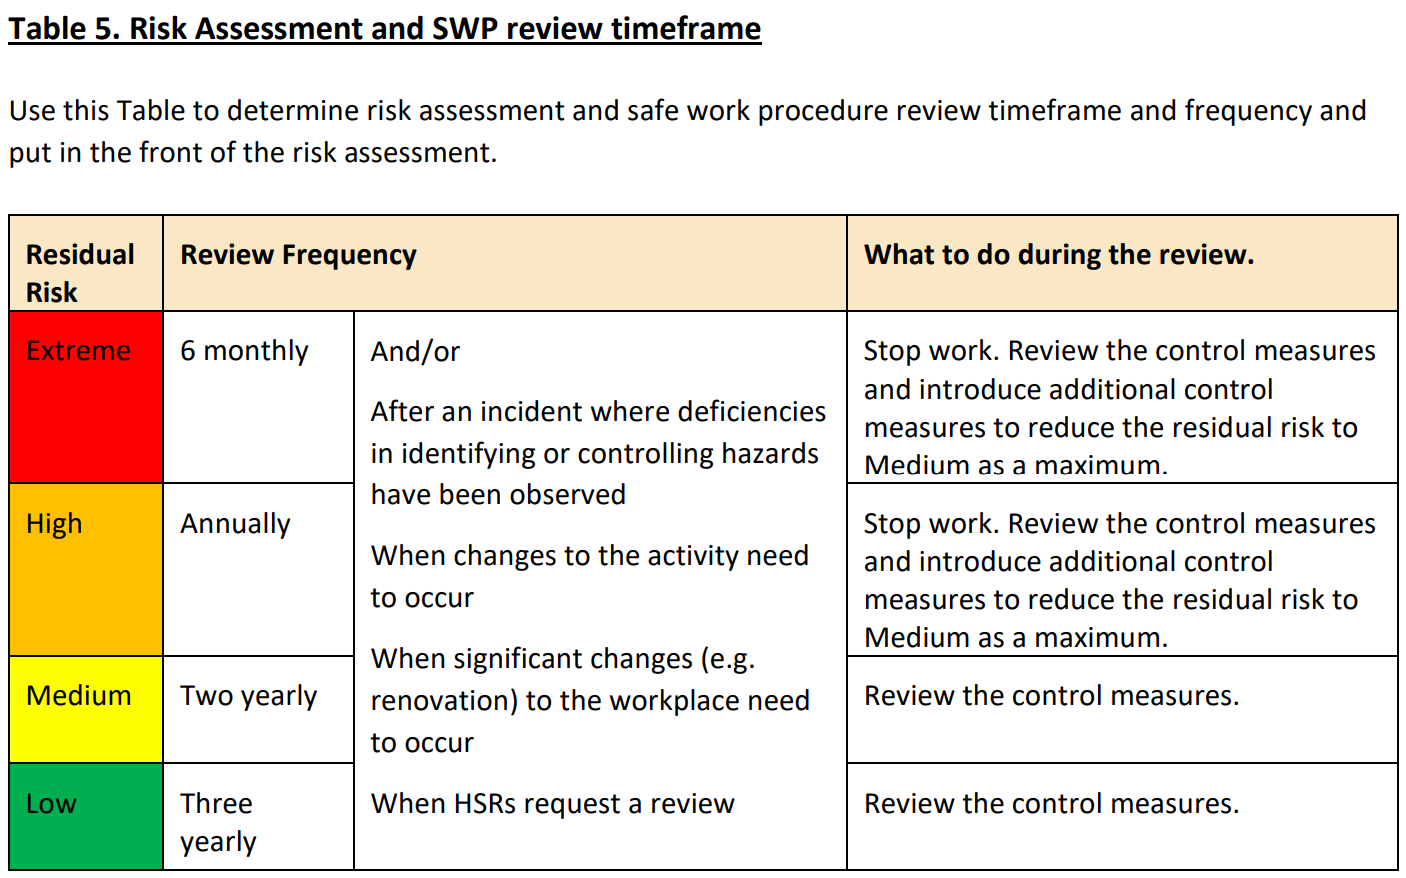 Table 5. Risk Assessment and SWP review timeframe
Use this Table to determine risk assessment and safe work procedure review timeframe and frequency and
put in the front of the risk assessment.
Residual
Risk
Review Frequency
What to do during the review.
Extreme
6 monthly
And/or
After an incident where deficiencies
in identifying or controlling hazards
have been observed
When changes to the activity need
to occur
When significant changes (e.g.
renovation) to the workplace need
to occur
When HSRs request a review
Stop work. Review the control measures
and introduce additional control
measures to reduce the residual risk to
Medium as a maximum.
High
Annually
Stop work. Review the control measures
and introduce additional control
measures to reduce the residual risk to
Medium as a maximum.
Medium
Two yearly
Review the control measures.
Low
Three
yearly
Review the control measures.